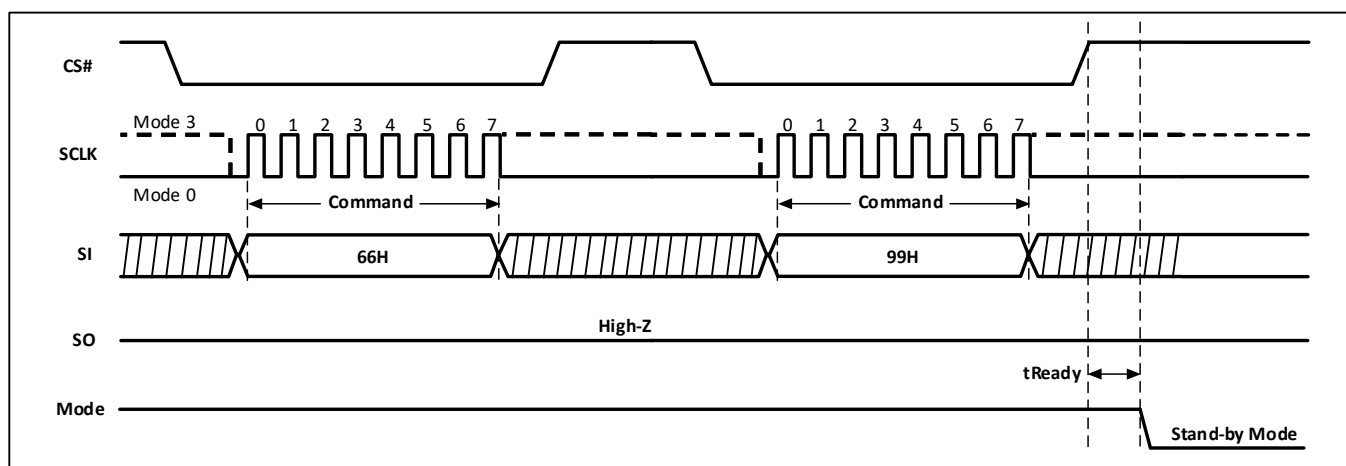 CS#
Mode 3
0 1 2 3 4 5 6 7
0 1 2 3 4 5 6 7
SCLK
Mode 0
Command
Command
SI
66H
99H
High-Z
SO
tReady
Mode
Stand-by Mode